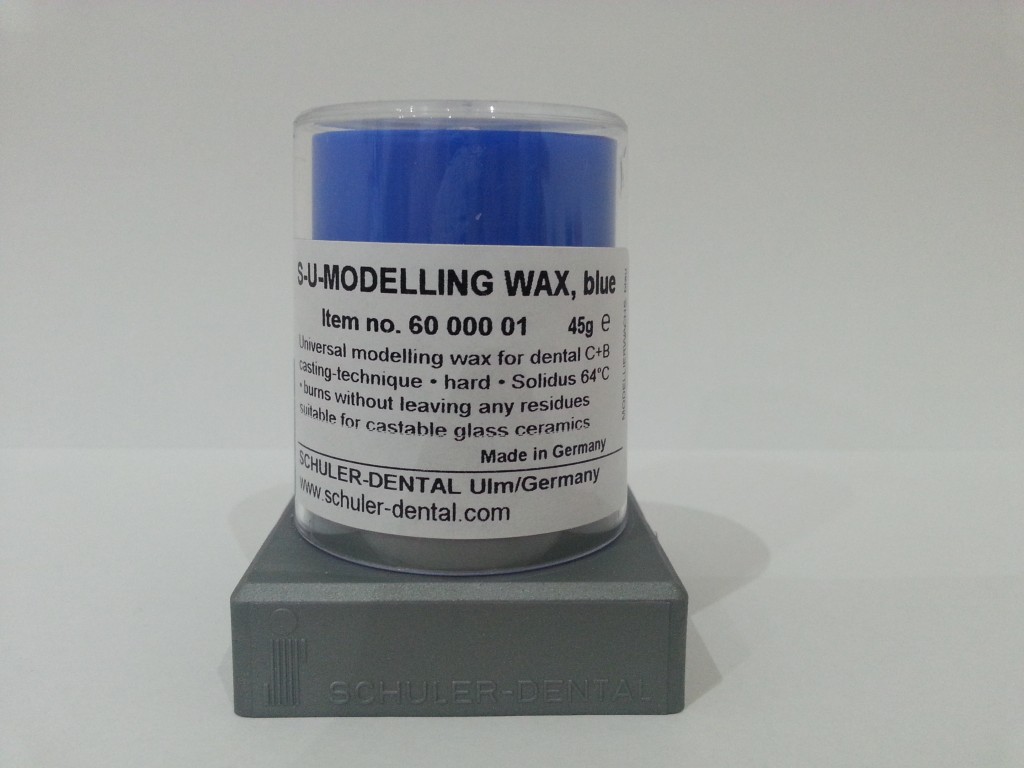 S-U-MODELLING WAX, blue
Item no. 60 000 01 45g ℮
Universal modelling wax for dental C+B
casting-technique • hard • Solidus 64°C
• burns without leaving any residues
suitable for castable glass ceramics
Made in Germany
SCHULER-DENTAL Ulm/Germany
www.schuler-dental.com
SCHULER-DENTAL